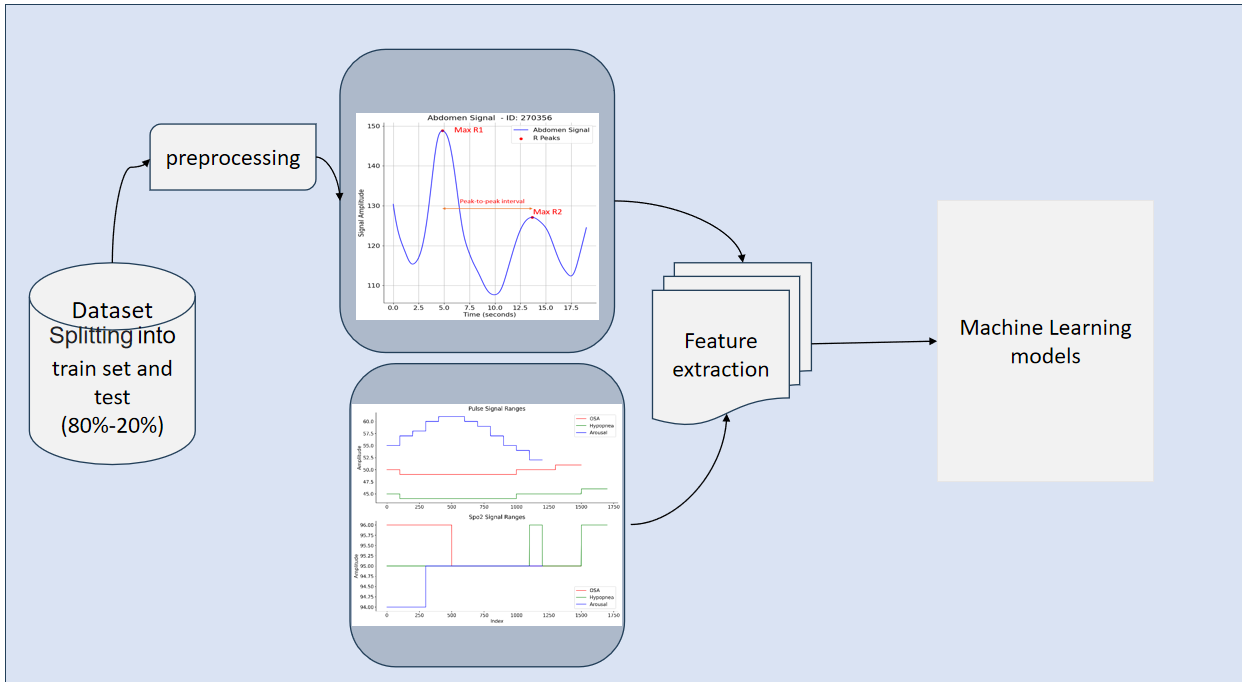 Dataset
Splitting into
train set and
test
(80%-20%)
preprocessing
Abdomen Signal - ID: 270356
Max R1
Abdomen Signal
R Peaks
150
140
130
120
110
Signal Amplitude
Peak-to-peak interval
Max R2
0.0 2.5 5.0 7.5 10.0 12.5 15.0 17.5
Time (seconds)
Pulse Signal Ranges
OSA
Hypopnea
Arousal
60.0
57.5
55.0
52.5
50.0
47.5
45.0
Amplitude
0 250 500 750 1000 1250 1500 1750
Spo2 Signal Ranges
96.00
95.75
95.50
95.25
95.00
94.75
94.50
94.25
94.00
Amplitude
OSA
Hypopnea
Arousal
0 250 500 750 1000 1250 1500 1750
Index
Feature
extraction
Machine Learning
models